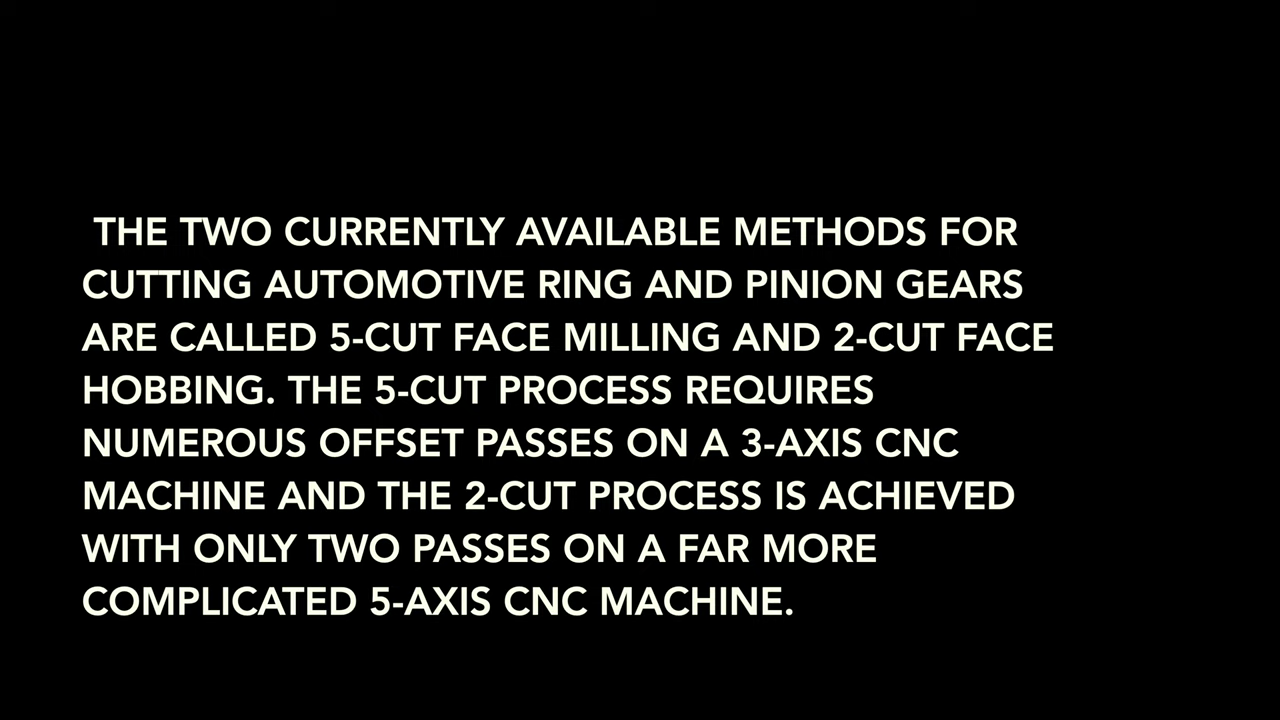 THE TWO CURRENTLY AVAILABLE METHODS FOR
CUTTING AUTOMOTIVE RING AND PINION GEARS
ARE CALLED 5-CUT FACE MILLING AND 2-CUT FACE
HOBBING. THE 5-CUT PROCESS REQUIRES
NUMEROUS OFFSET PASSES ON A 3-AXIS CNC
MACHINE AND THE 2-CUT PROCESS IS ACHIEVED
WITH ONLY TWO PASSES ON A FAR MORE
COMPLICATED 5-AXIS CNC MACHINE.